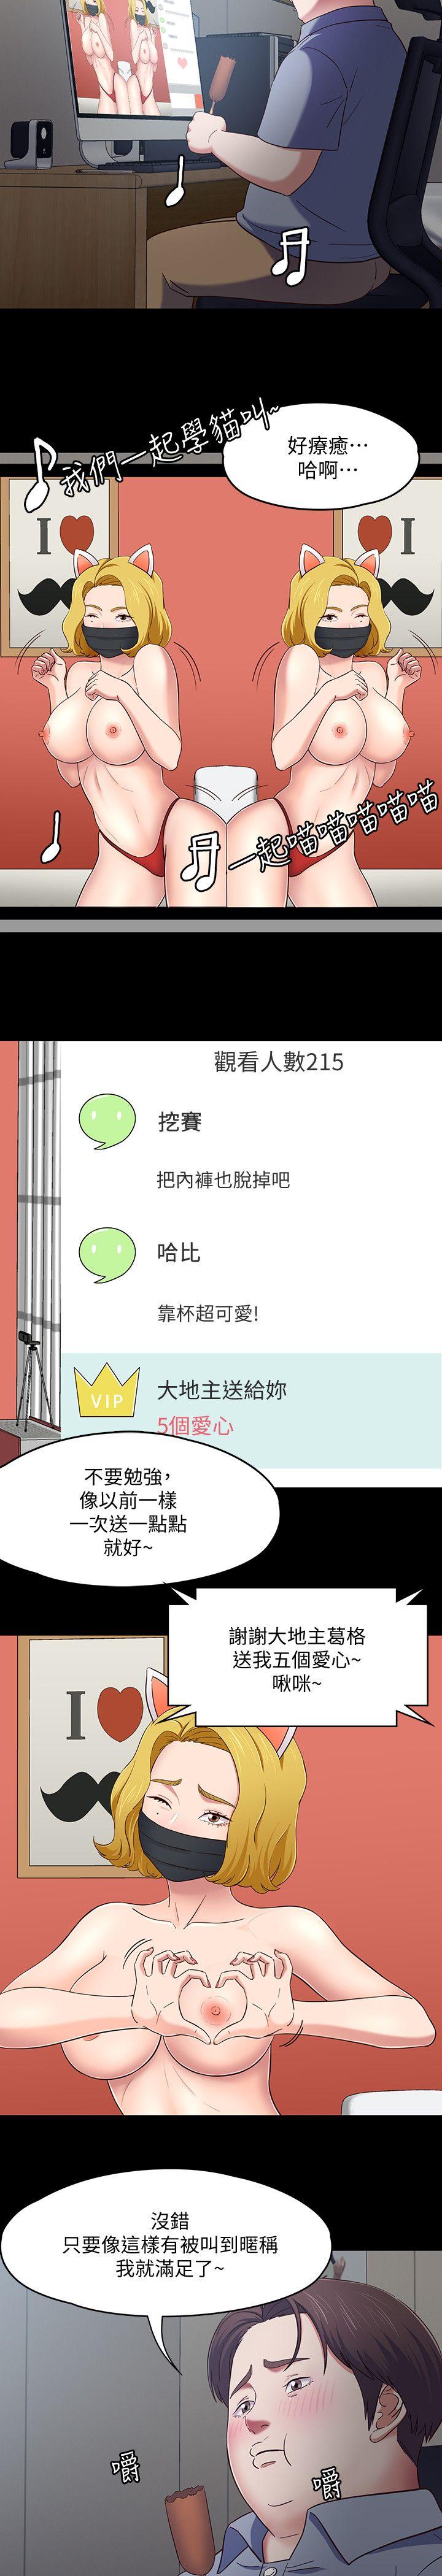 我們一起學貓叫~
好療癒…
哈啊…
I
I
一起喵喵喵喵喵
觀看人數215
挖賽
把內褲也脫掉吧
哈比
靠杯超可愛!
VIP
大地主送給妳
5個愛心
不要勉強,
像以前一樣
一次送一點點
就好~
謝謝大地主葛格
送我五個愛心~
啾咪~
I
沒錯
只要像這樣有被叫到暱稱
我就滿足了~
嚼
嚼